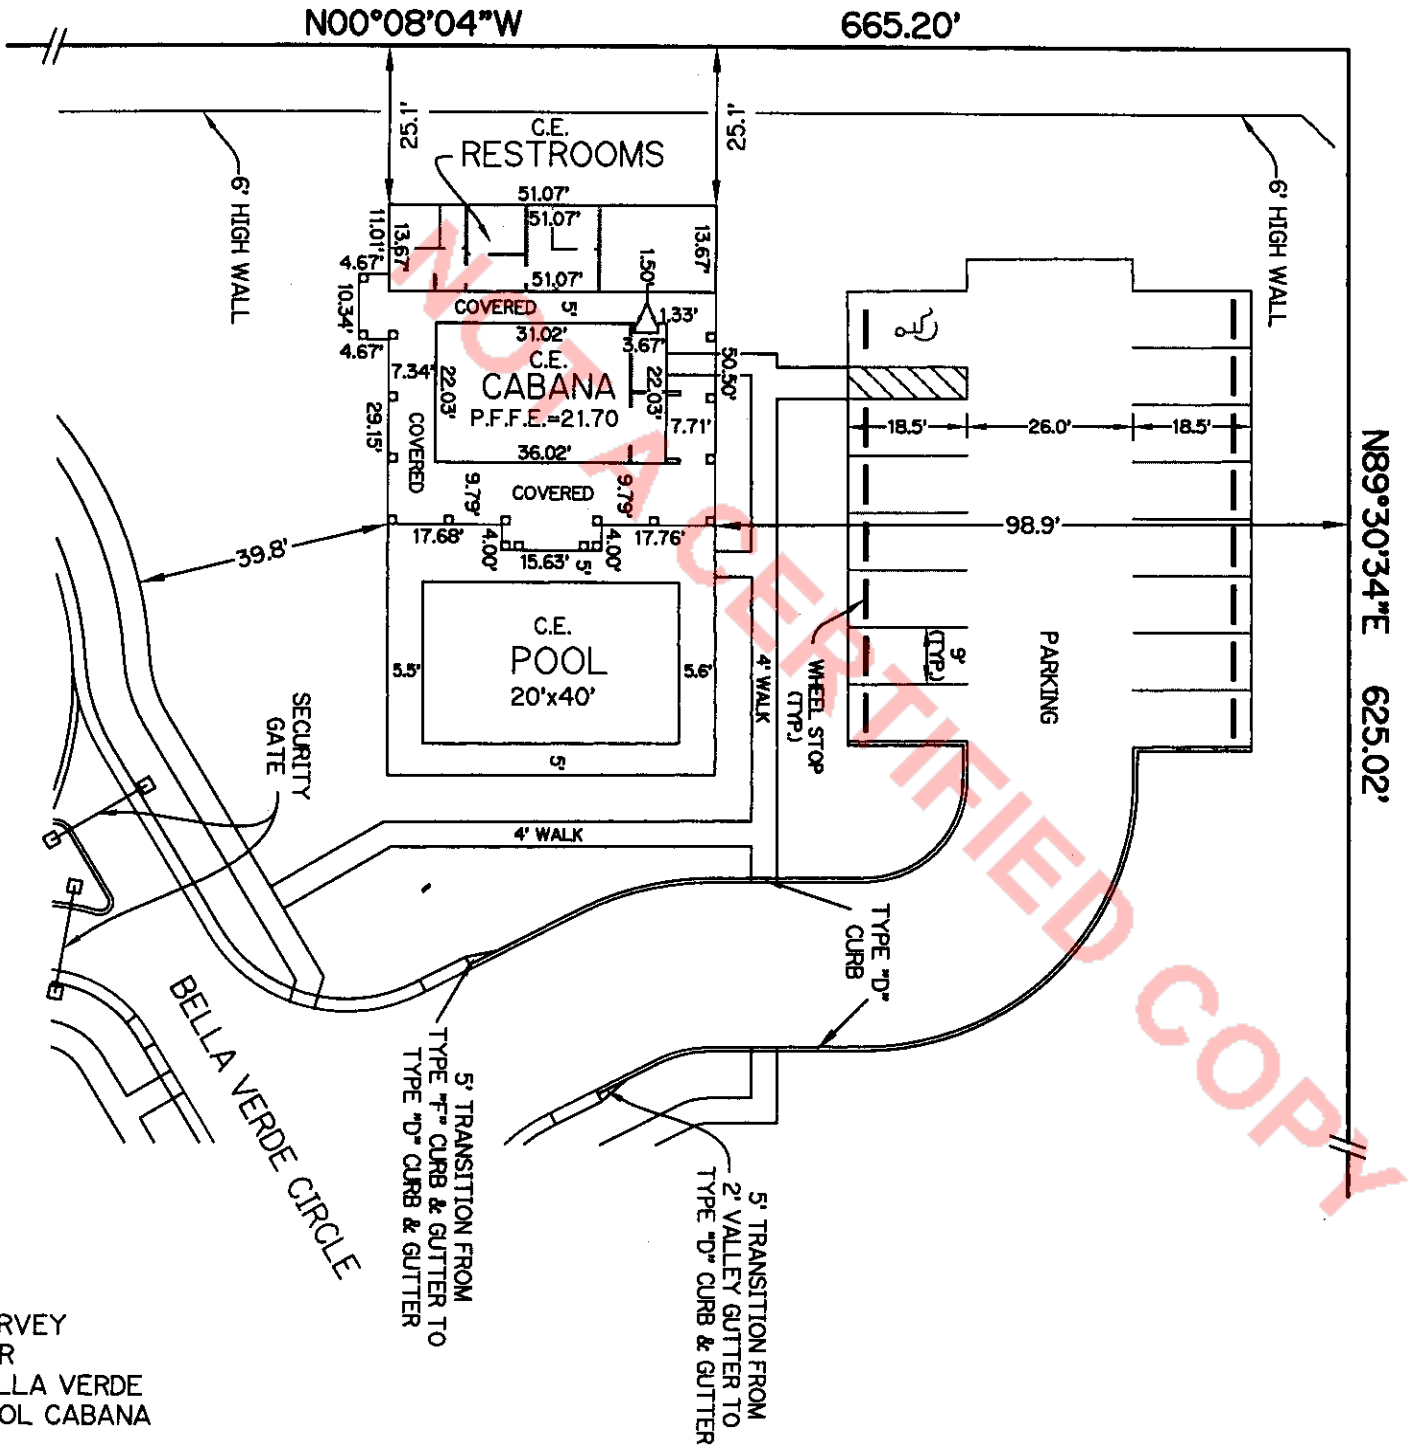 N00°08'04"W 665.20'
25.1'
25.1'
6' HIGH WALL
6' HIGH WALL
C.E.
RESTROOMS
51.07'
51.07'
51.07'
11.01'
13.67'
13.67'
4.67'
10.34'
4.67'
1.50'
COVERED
5'
1.33'
31.02'
3.67'
C.E.
CABANA
P.F.F.E.=21.70
50.50'
7.34'
22.03'
22.03'
7.71'
29.15'
COVERED
36.02'
9.79'
COVERED
9.79'
17.68'
4.00'
15.63'
5'
4.00'
17.76'
39.8'
98.9'
18.5'
26.0'
18.5'
N89°30'34"E 625.02'
C.E.
POOL
20'x40'
5.5'
5.6'
5'
4' WALK
WHEEL STOP
(TYP.)
9'
(TYP.)
PARKING
SECURITY
GATE
4' WALK
TYPE "D"
CURB
BELLA VERDE CIRCLE
5' TRANSITION FROM
TYPE "F" CURB & GUTTER TO
TYPE "D" CURB & GUTTER
5' TRANSITION FROM
2' VALLEY GUTTER TO
TYPE "D" CURB & GUTTER
NOT A CERTIFIED COPY
RVEY
R
LLA VERDE
OL CABANA